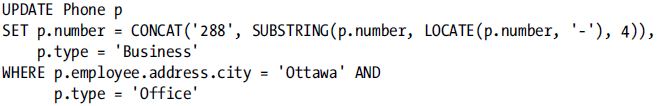 UPDATE Phone p
SET p.number = CONCAT('288', SUBSTRING(p.number, LOCATE(p.number, '-'), 4)),
    p.type = 'Business'
WHERE p.employee.address.city = 'Ottawa' AND
      p.type = 'Office'